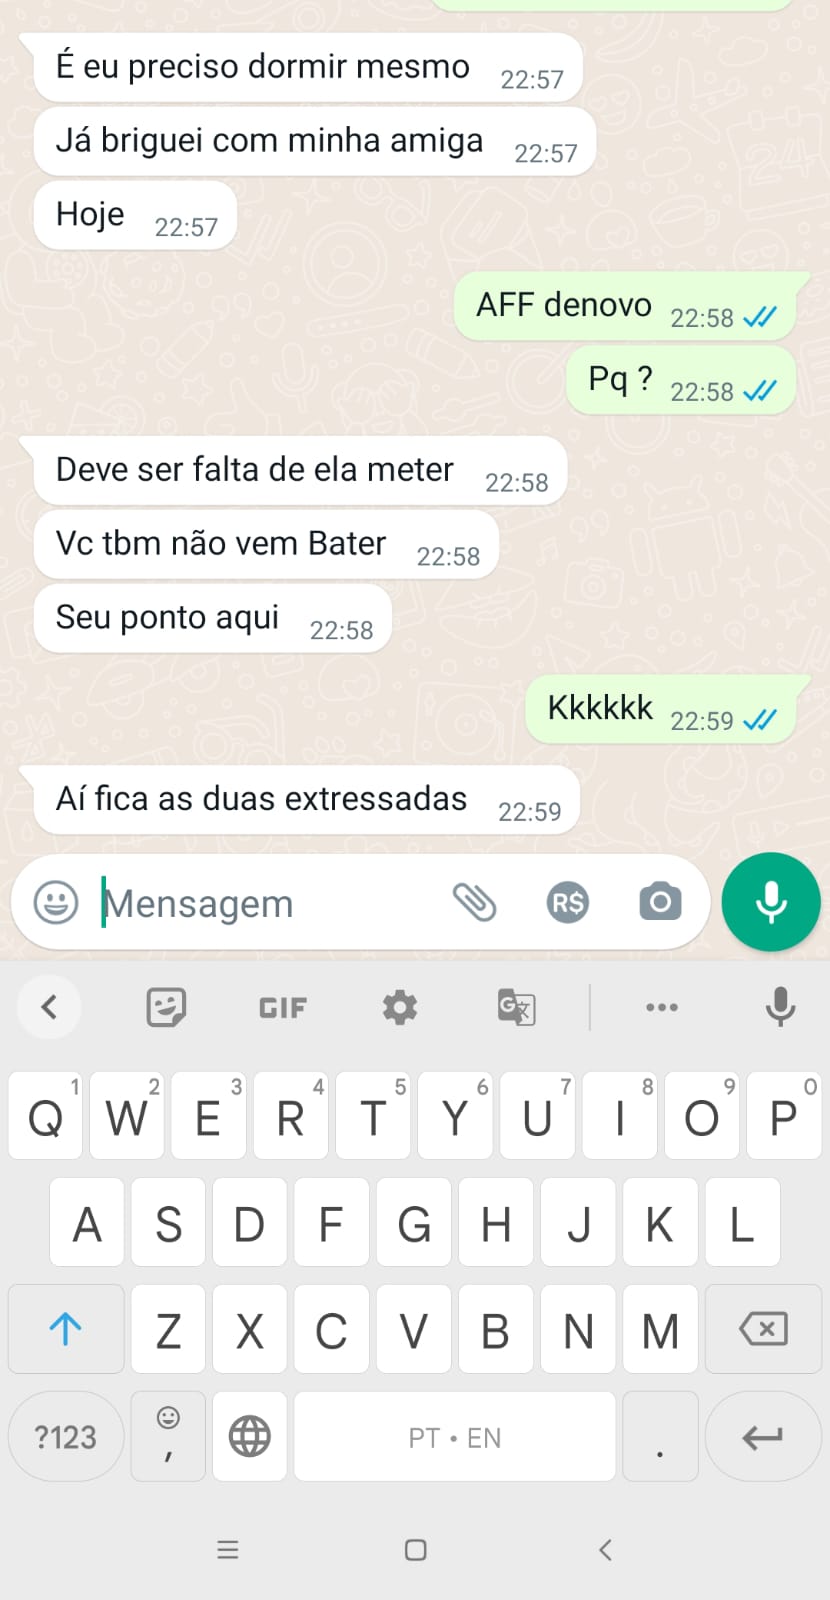 É eu preciso dormir mesmo 22:57
Já briguei com minha amiga 22:57
Hoje 22:57
AFF denovo 22:58
Pq ? 22:58
Deve ser falta de ela meter 22:58
Vc tbm não vem Bater 22:58
Seu ponto aqui 22:58
Kkkkkk 22:59
Aí fica as duas extressadas 22:59
Mensagem R$
GIF G文
1 2 3 4 5 6 7 8 9 0
Q W E R T Y U I O P
A S D F G H J K L
Z X C V B N M
?123 , PT • EN .